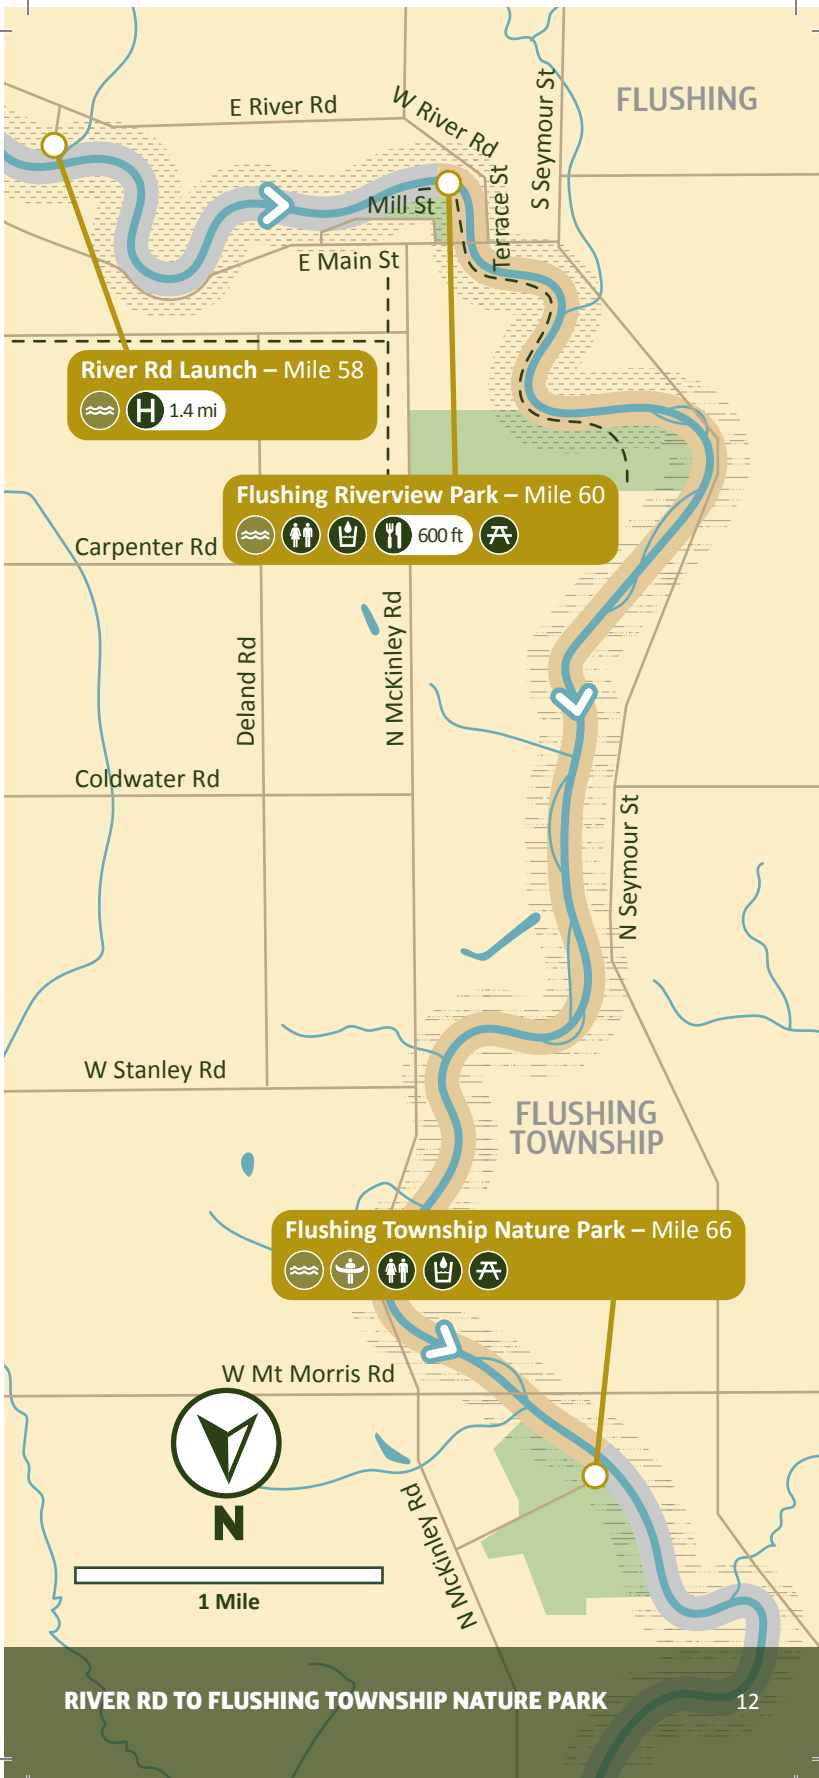 FLUSHING
E River Rd
W River Rd
S Seymour St
Terrace St
Mill St
E Main St
River Rd Launch – Mile 58
H 1.4 mi
Flushing Riverview Park – Mile 60
600 ft
Carpenter Rd
Deland Rd
N McKinley Rd
Coldwater Rd
N Seymour St
W Stanley Rd
FLUSHING
TOWNSHIP
Flushing Township Nature Park – Mile 66
W Mt Morris Rd
N McKinley Rd
N
1 Mile
RIVER RD TO FLUSHING TOWNSHIP NATURE PARK 12